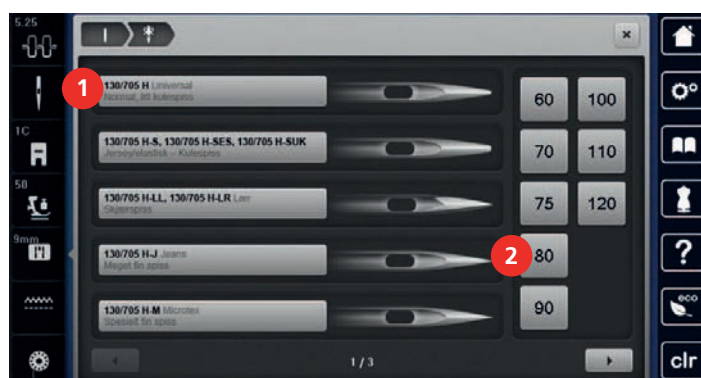 5.25
1
130/705 H Universal
Normal, litt kulespiss
60 100
1C
130/705 H-S, 130/705 H-SES, 130/705 H-SUK
Jersey/elastisk – Kulespiss
70 110
50
130/705 H-LL, 130/705 H-LR Lær
Skjærspiss
75 120
9mm
130/705 H-J Jeans
Meget fin spiss
2
80
?
130/705 H-M Microtex
Spesielt fin spiss
90
eco
1 / 3
clr